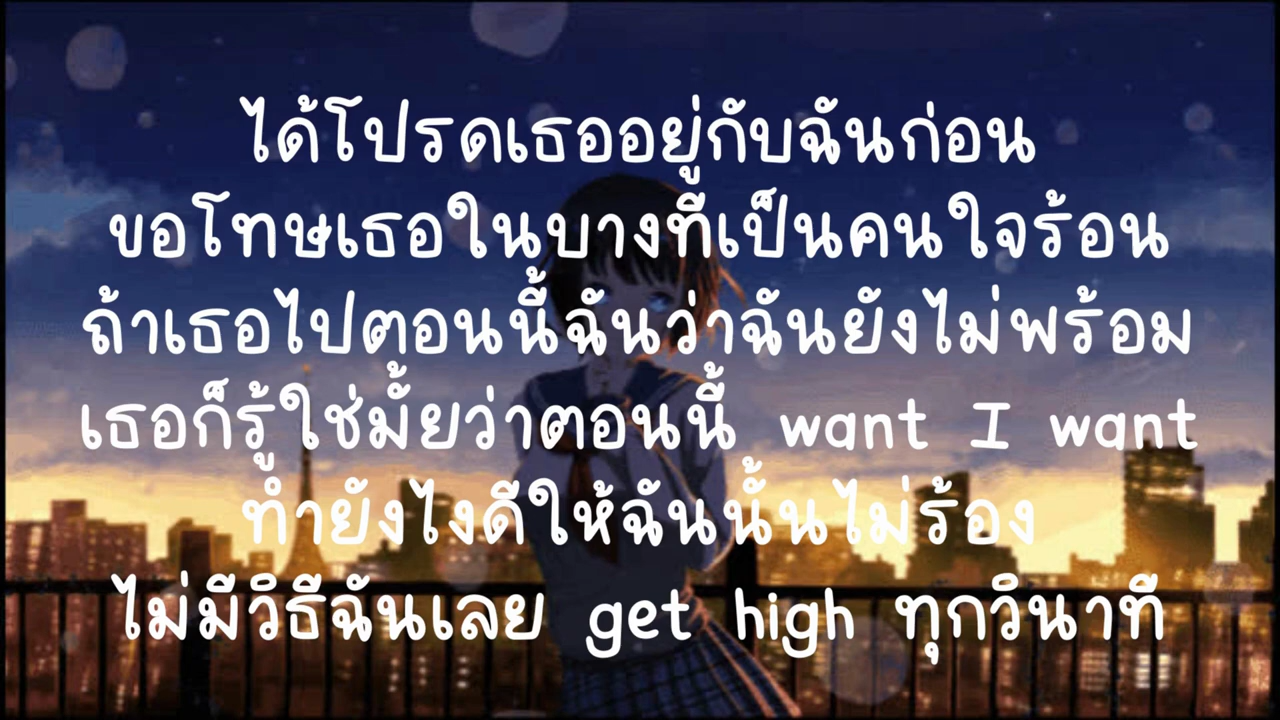 ได้โปรดเธออยู่กับฉันก่อน
ขอโทษเธอในบางทีเป็นคนใจร้อน
ถ้าเธอไปตอนนี้ฉันว่าฉันยังไม่พร้อม
เธอก็รู้ใช่มั้ยว่าตอนนี้ want I want
ทำยังไงดีให้ฉันนั้นไม่ร้อง
ไม่มีวิธีฉันเลย get high ทุกวินาที